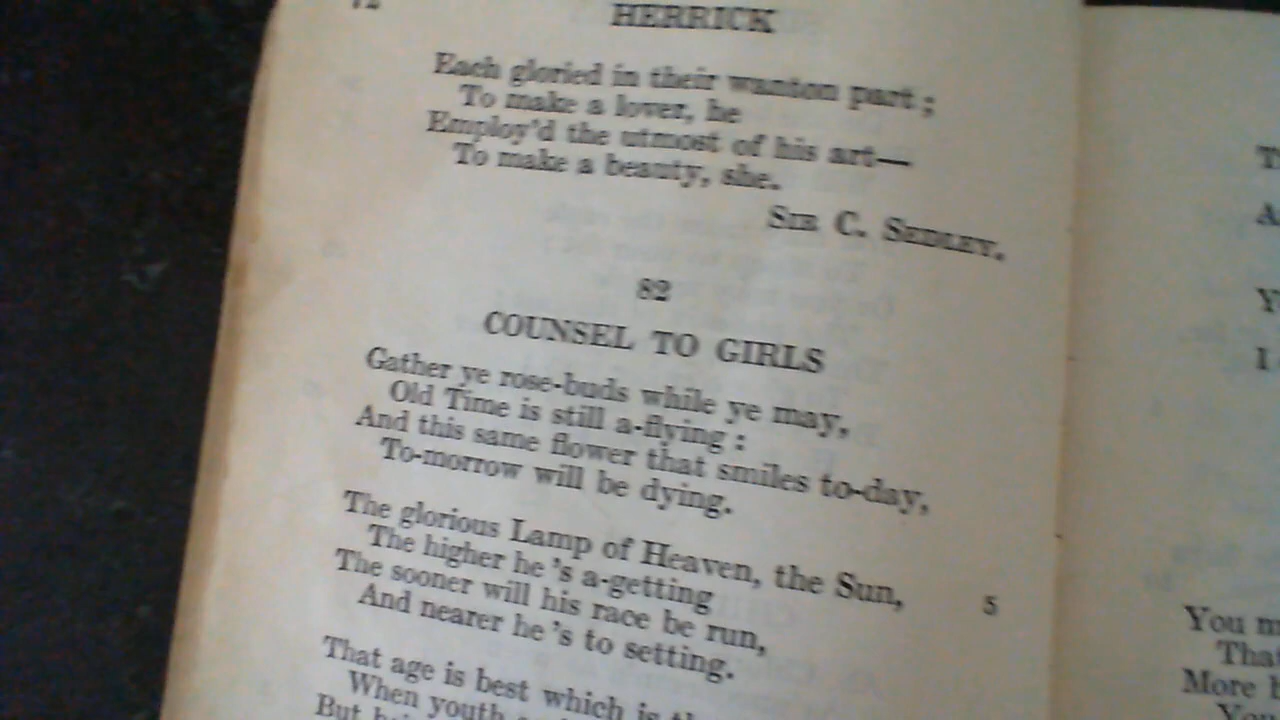 72
HERRICK
Each gloried in their wanton part;
To make a lover, he
Employ'd the utmost of his art—
To make a beauty, she.
SIR C. SEDLEY.
82
COUNSEL TO GIRLS
Gather ye rose-buds while ye may,
Old Time is still a-flying:
And this same flower that smiles to-day,
To-morrow will be dying.
The glorious Lamp of Heaven, the Sun,
The higher he's a-getting
The sooner will his race be run, 5
And nearer he's to setting.
That age is best which is
When youth
But
Y
I
You
More